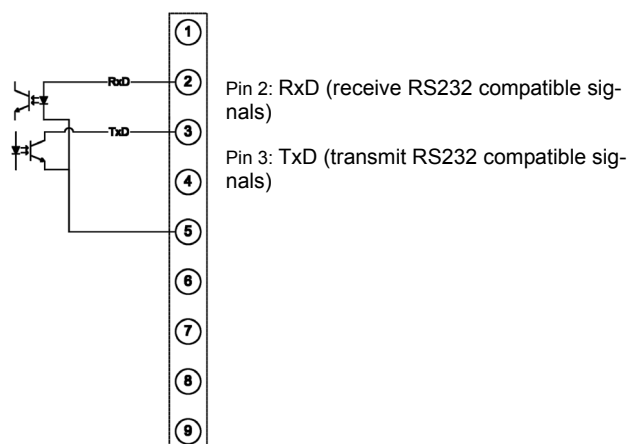 1
RxD
2
Pin 2: RxD (receive RS232 compatible sig-
nals)
TxD
3
Pin 3: TxD (transmit RS232 compatible sig-
nals)
4
5
6
7
8
9